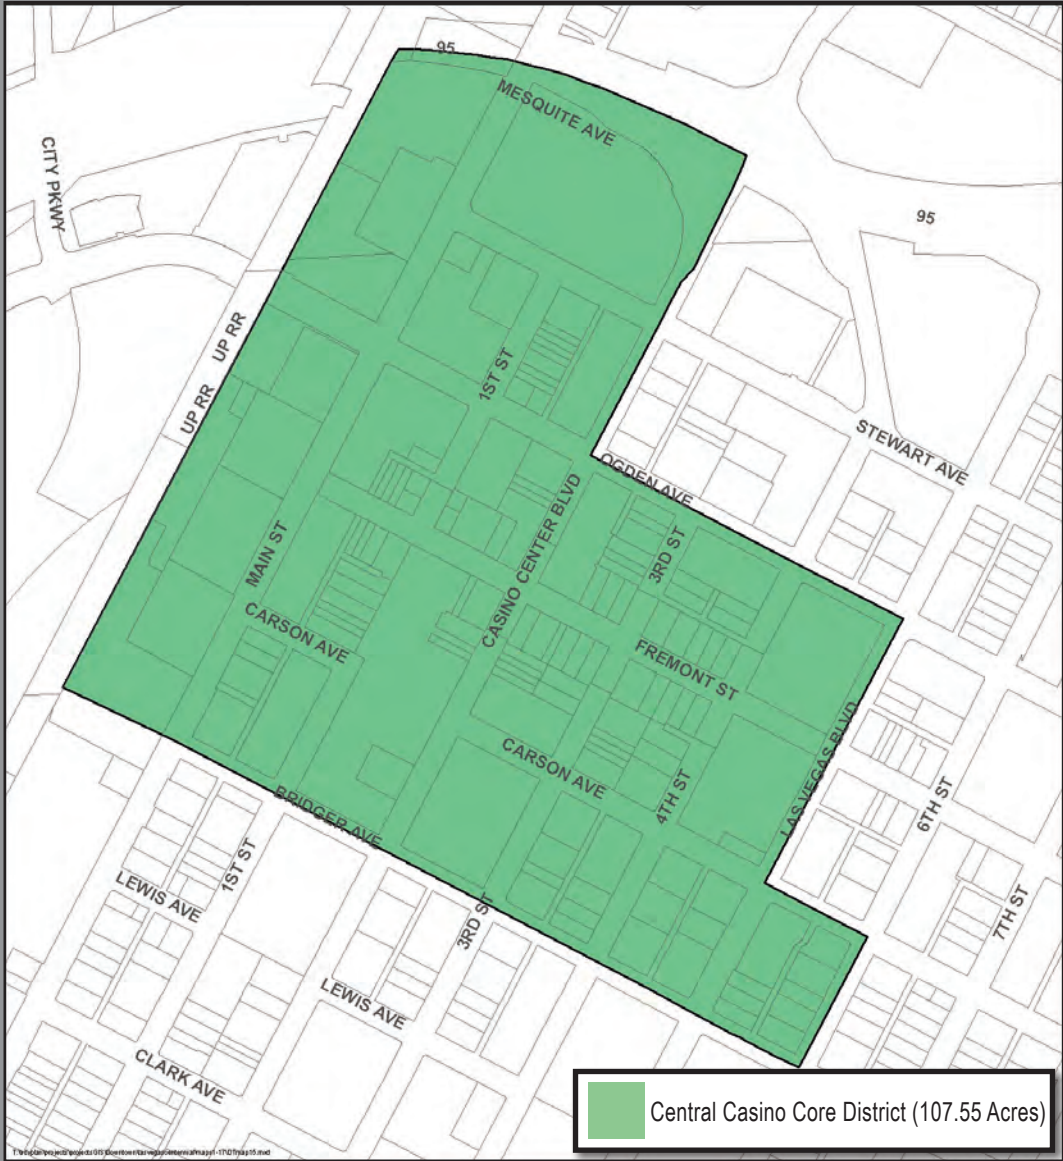 95
MESQUITE AVE
CITY PKWY
95
UP RR
UP RR
1ST ST
STEWART AVE
OGDEN AVE
CASINO CENTER BLVD
3RD ST
MAIN ST
CARSON AVE
FREMONT ST
LAS VEGAS BLVD
CARSON AVE
4TH ST
6TH ST
BRIDGER AVE
1ST ST
LEWIS AVE
3RD ST
7TH ST
LEWIS AVE
CLARK AVE
Central Casino Core District (107.55 Acres)